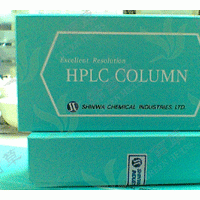 Excellent Resolution
HPLC COLUMN
SHINWA CHEMICAL INDUSTRIES, LTD.